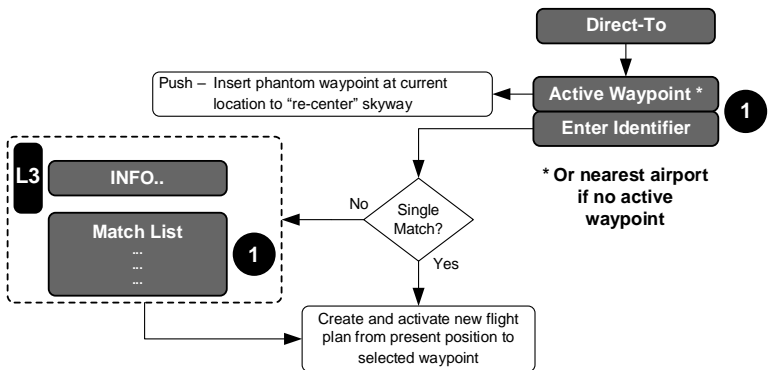 Direct-To
Push – Insert phantom waypoint at current
location to “re-center” skyway
Active Waypoint *
Enter Identifier
1
* Or nearest airport
if no active
waypoint
L3
INFO..
Match List
...
...
...
1
No
Single
Match?
Yes
Create and activate new flight
plan from present position to
selected waypoint